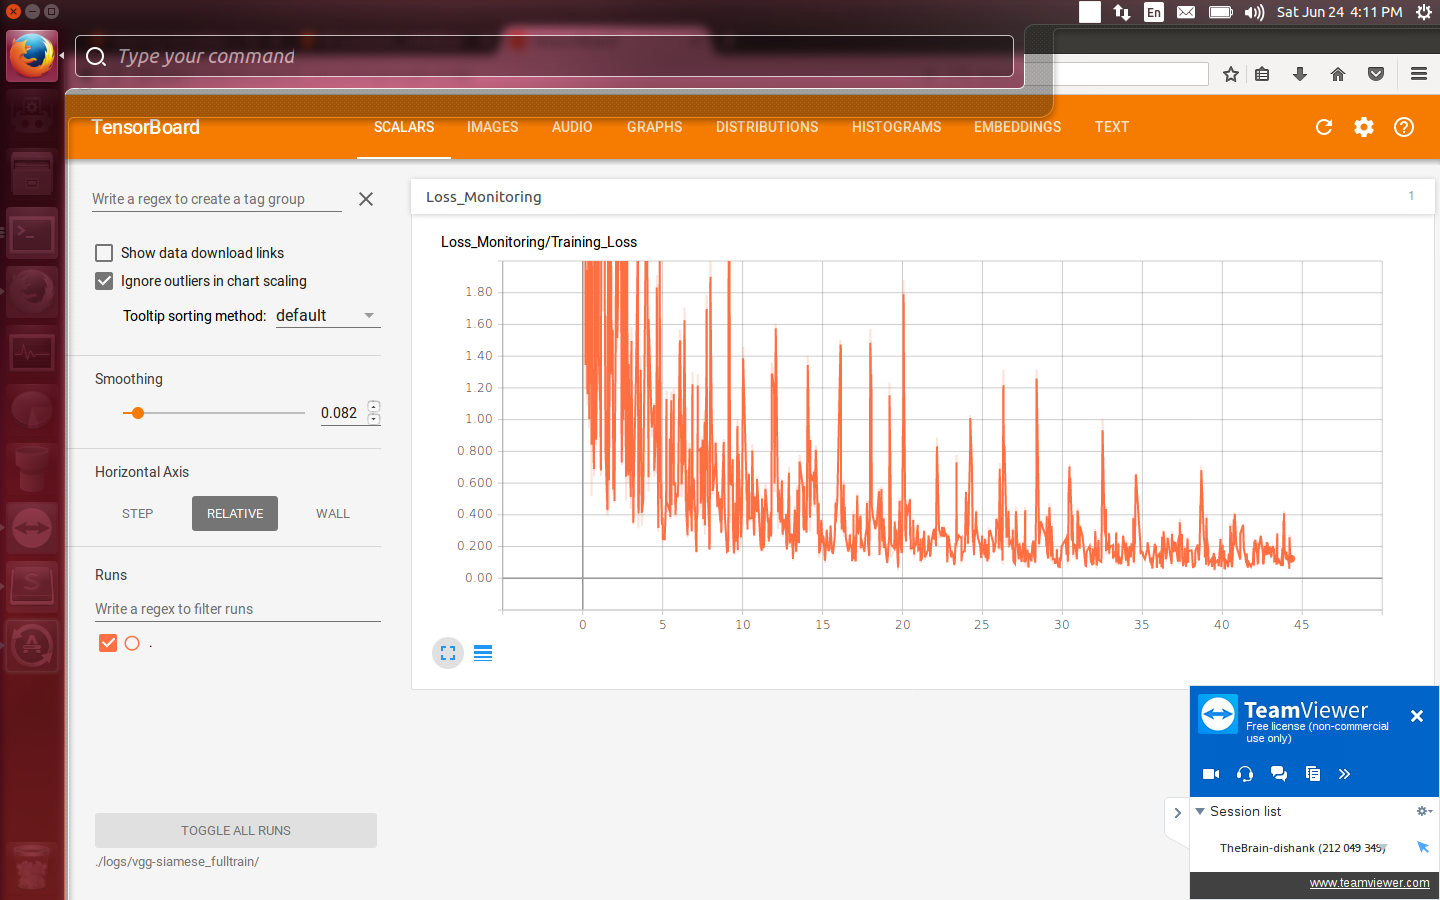 En
Sat Jun 24 4:11 PM
Type your command
TensorBoard
SCALARS IMAGES AUDIO GRAPHS DISTRIBUTIONS HISTOGRAMS EMBEDDINGS TEXT
Write a regex to create a tag group
Show data download links
Ignore outliers in chart scaling
Tooltip sorting method: default
Smoothing
0.082
Horizontal Axis
STEP RELATIVE WALL
Runs
Write a regex to filter runs
.
TOGGLE ALL RUNS
./logs/vgg-siamese_fulltrain/
Loss_Monitoring 1
Loss_Monitoring/Training_Loss
1.80
1.60
1.40
1.20
1.00
0.800
0.600
0.400
0.200
0.00
0 5 10 15 20 25 30 35 40 45
TeamViewer
Free license (non-commercial
use only)
Session list
TheBrain-dishank (212 049 345)
www.teamviewer.com